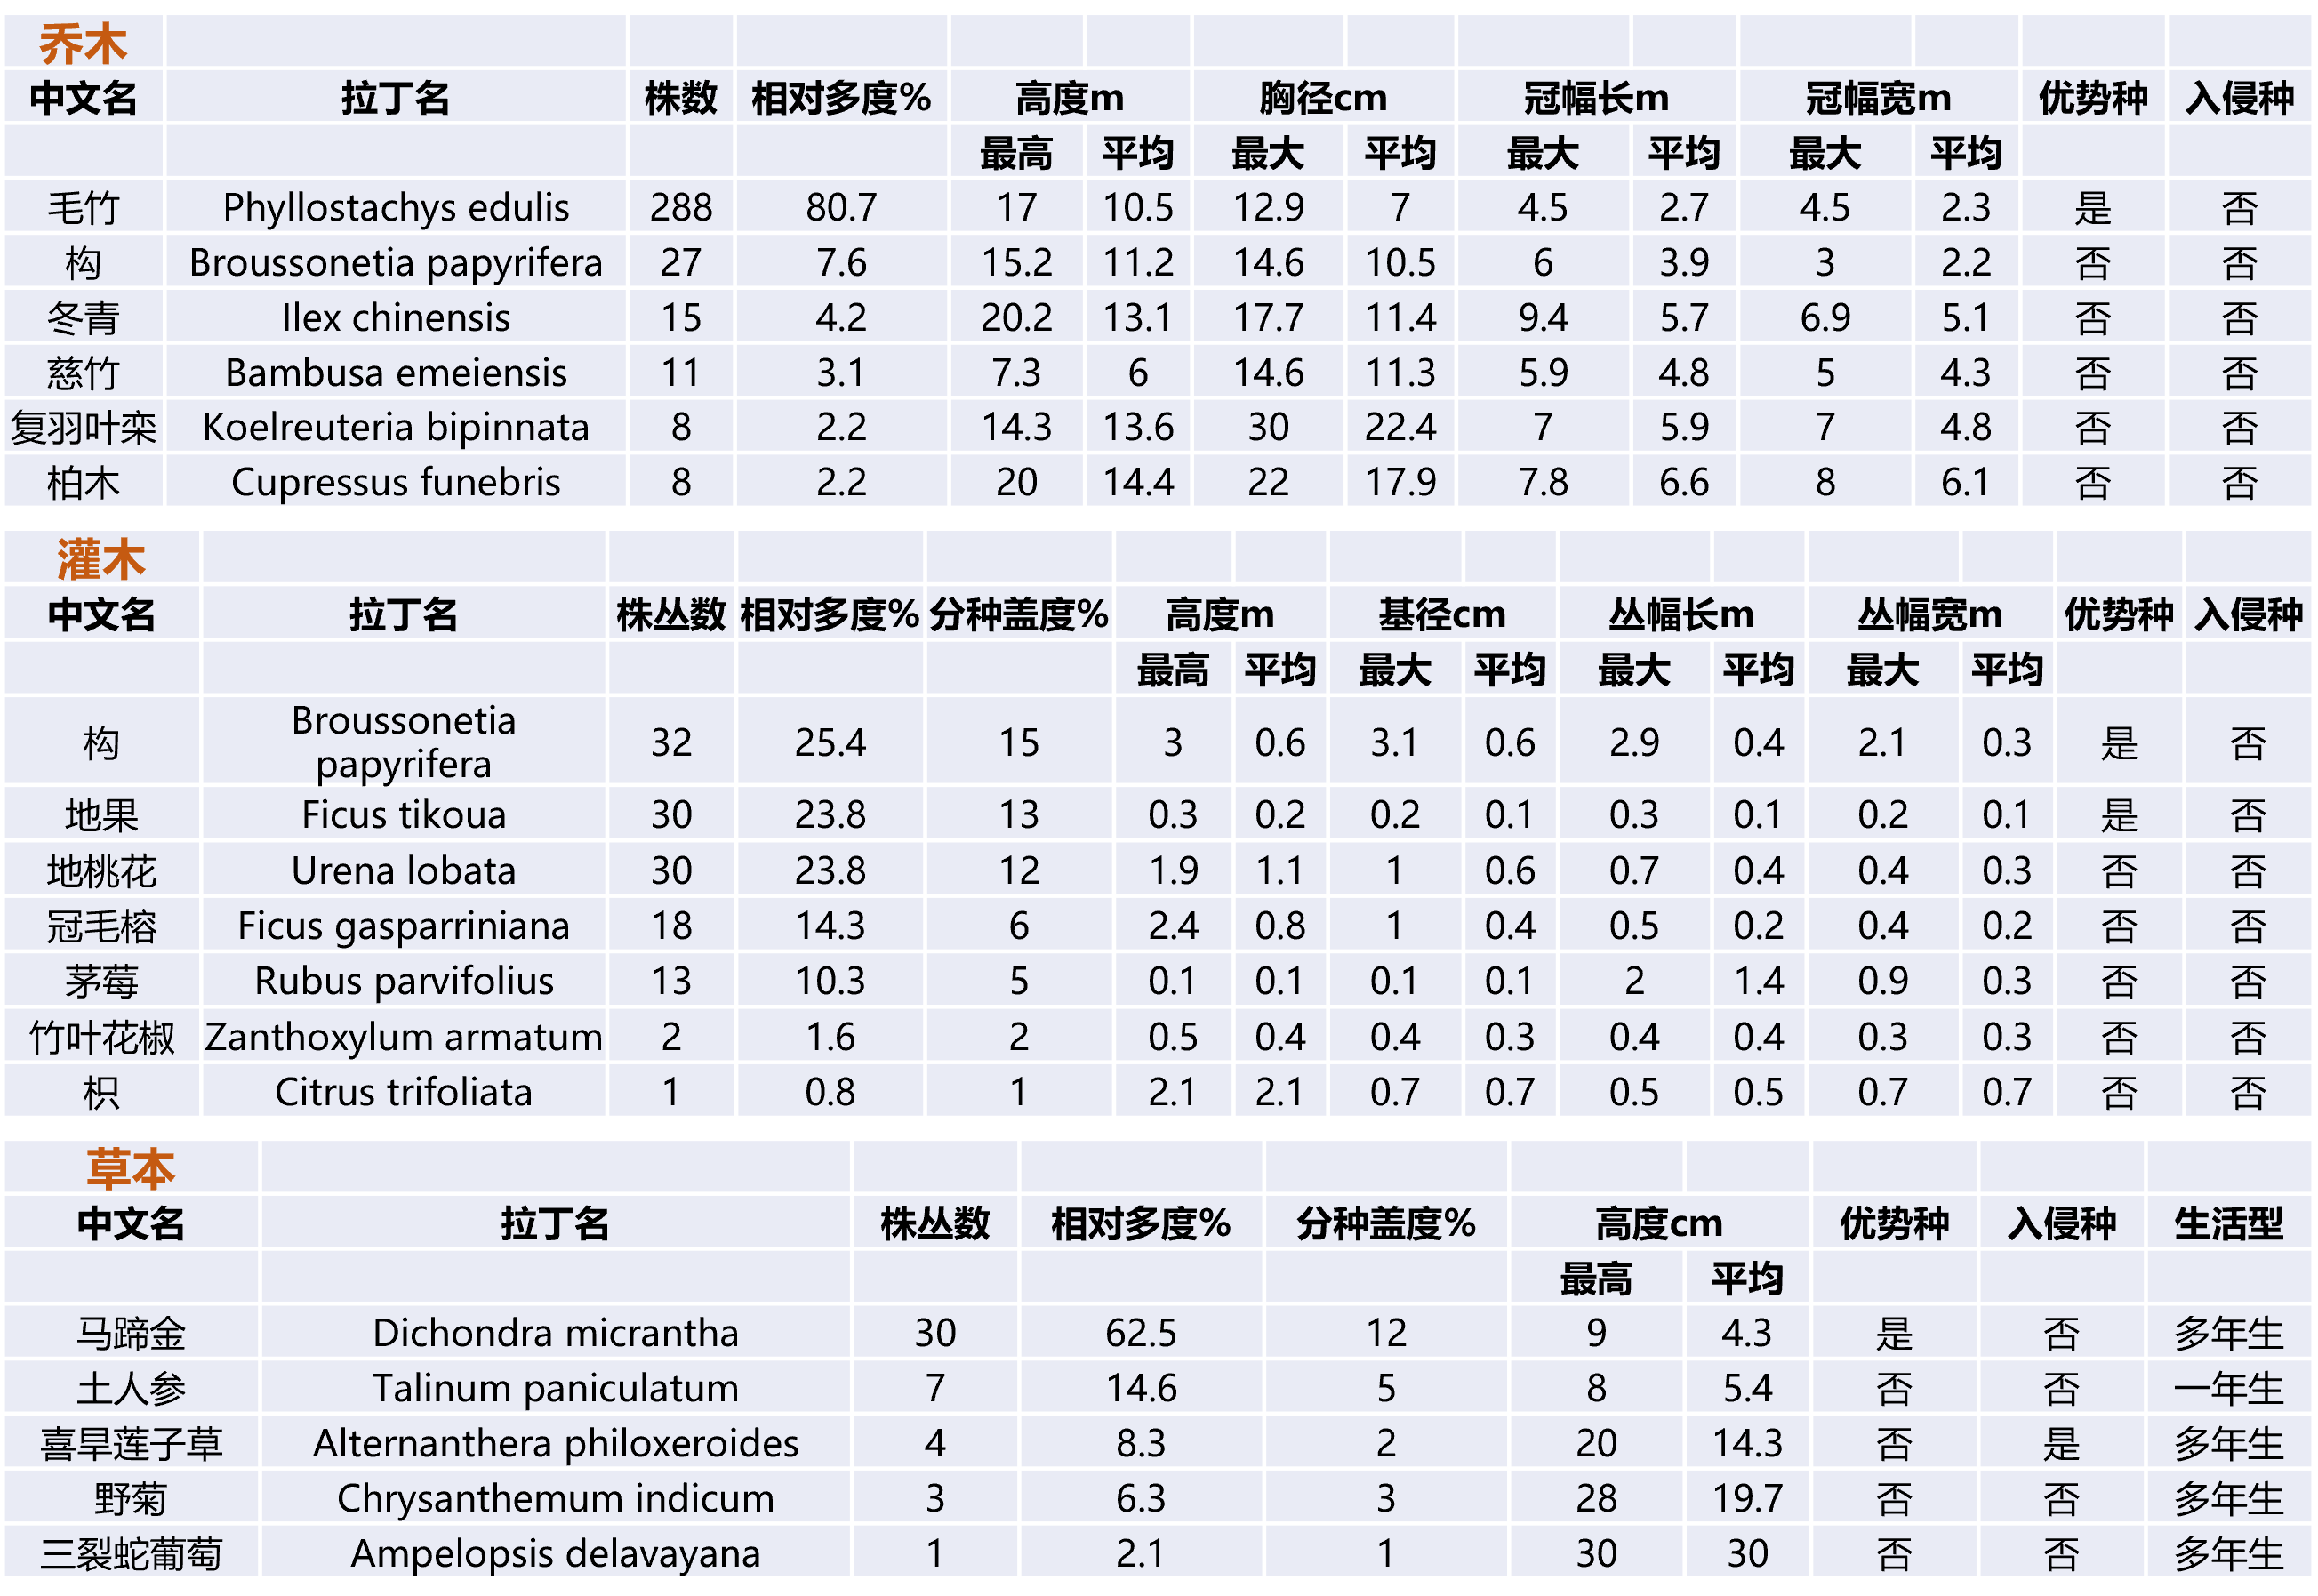 乔木
中文名 拉丁名 株数 相对多度% 高度m 胸径cm 冠幅长m 冠幅宽m 优势种 入侵种
最高 平均 最大 平均 最大 平均 最大 平均
毛竹 Phyllostachys edulis 288 80.7 17 10.5 12.9 7 4.5 2.7 4.5 2.3 是 否
构 Broussonetia papyrifera 27 7.6 15.2 11.2 14.6 10.5 6 3.9 3 2.2 否 否
冬青 Ilex chinensis 15 4.2 20.2 13.1 17.7 11.4 9.4 5.7 6.9 5.1 否 否
慈竹 Bambusa emeiensis 11 3.1 7.3 6 14.6 11.3 5.9 4.8 5 4.3 否 否
复羽叶栾 Koelreuteria bipinnata 8 2.2 14.3 13.6 30 22.4 7 5.9 7 4.8 否 否
柏木 Cupressus funebris 8 2.2 20 14.4 22 17.9 7.8 6.6 8 6.1 否 否
灌木
中文名 拉丁名 株丛数 相对多度% 分种盖度% 高度m 基径cm 丛幅长m 丛幅宽m 优势种 入侵种
最高 平均 最大 平均 最大 平均 最大 平均
构 Broussonetia papyrifera 32 25.4 15 3 0.6 3.1 0.6 2.9 0.4 2.1 0.3 是 否
地果 Ficus tikoua 30 23.8 13 0.3 0.2 0.2 0.1 0.3 0.1 0.2 0.1 是 否
地桃花 Urena lobata 30 23.8 12 1.9 1.1 1 0.6 0.7 0.4 0.4 0.3 否 否
冠毛榕 Ficus gasparriniana 18 14.3 6 2.4 0.8 1 0.4 0.5 0.2 0.4 0.2 否 否
茅莓 Rubus parvifolius 13 10.3 5 0.1 0.1 0.1 0.1 2 1.4 0.9 0.3 否 否
竹叶花椒 Zanthoxylum armatum 2 1.6 2 0.5 0.4 0.4 0.3 0.4 0.4 0.3 0.3 否 否
枳 Citrus trifoliata 1 0.8 1 2.1 2.1 0.7 0.7 0.5 0.5 0.7 0.7 否 否
草本
中文名 拉丁名 株丛数 相对多度% 分种盖度% 高度cm 优势种 入侵种 生活型
最高 平均
马蹄金 Dichondra micrantha 30 62.5 12 9 4.3 是 否 多年生
土人参 Talinum paniculatum 7 14.6 5 8 5.4 否 否 一年生
喜旱莲子草 Alternanthera philoxeroides 4 8.3 2 20 14.3 否 是 多年生
野菊 Chrysanthemum indicum 3 6.3 3 28 19.7 否 否 多年生
三裂蛇葡萄 Ampelopsis delavayana 1 2.1 1 30 30 否 否 多年生